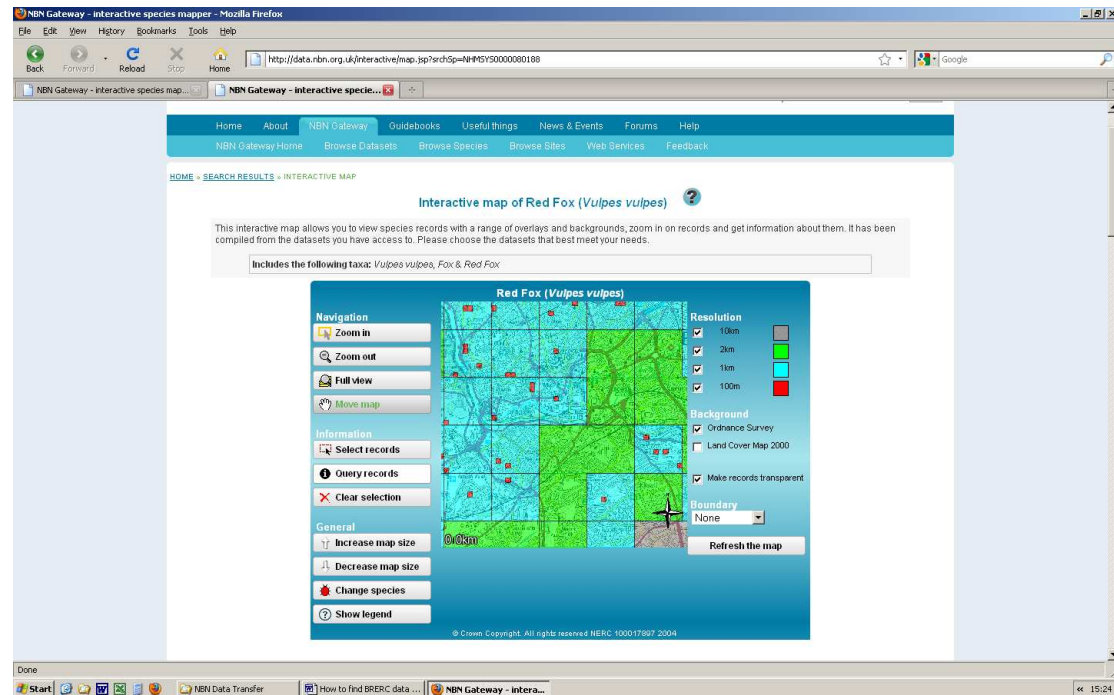 NBN Gateway - interactive species mapper - Mozilla Firefox
File Edit View History Bookmarks Tools Help
Back Forward Reload Stop Home http://data.nbn.org.uk/interactive/map.jsp?srchSp=NHMSYS0000080188 Google
NBN Gateway - interactive species map... NBN Gateway - interactive specie...
Home About NBN Gateway Guidebooks Useful things News & Events Forums Help
NBN Gateway Home Browse Datasets Browse Species Browse Sites Web Services Feedback
HOME » SEARCH RESULTS » INTERACTIVE MAP
Interactive map of Red Fox (Vulpes vulpes) ?
This interactive map allows you to view species records with a range of overlays and backgrounds, zoom in on records and get information about them. It has been
compiled from the datasets you have access to. Please choose the datasets that best meet your needs.
Includes the following taxa: Vulpes vulpes, Fox & Red Fox
Red Fox (Vulpes vulpes)
Navigation
Zoom in
Zoom out
Full view
Move map
Information
Select records
Query records
Clear selection
General
Increase map size
Decrease map size
Change species
Show legend
0.0km
Resolution
10km
2km
1km
100m
Background
Ordnance Survey
Land Cover Map 2000
Make records transparent
Boundary
None
Refresh the map
© Crown Copyright. All rights reserved NERC 100017897 2004
Done
Start NBN Data Transfer How to find BRERC data ... NBN Gateway - intera... « 15:24